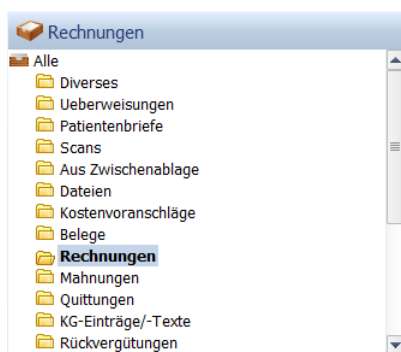 Rechnungen
Alle
Diverses
Ueberweisungen
Patientenbriefe
Scans
Aus Zwischenablage
Dateien
Kostenvoranschläge
Belege
Rechnungen
Mahnungen
Quittungen
KG-Einträge/-Texte
Rückvergütungen